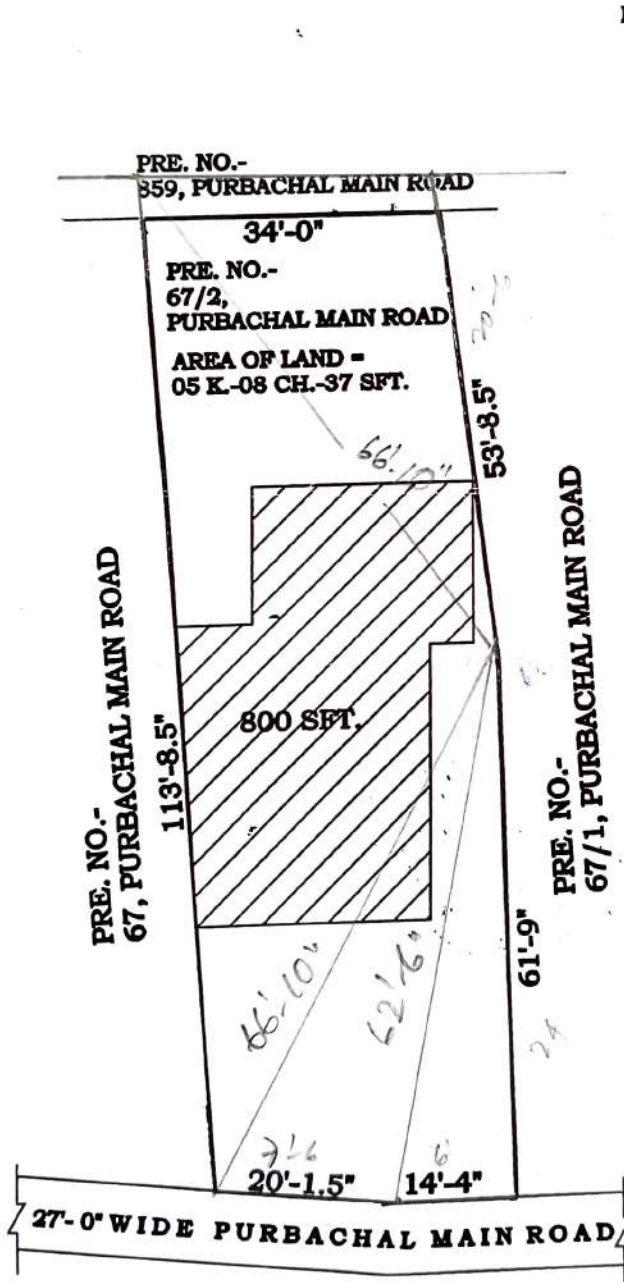 PRE. NO.-
859, PURBACHAL MAIN ROAD
34'-0"
PRE. NO.-
67/2,
PURBACHAL MAIN ROAD
AREA OF LAND =
05 K.-08 CH.-37 SFT.
53'-8.5"
66'-10"
PRE. NO.-
67, PURBACHAL MAIN ROAD
113'-8.5"
800 SFT.
PRE. NO.-
67/1, PURBACHAL MAIN ROAD
61'-9"
66'-10"
62'-6"
20'-1.5"
14'-4"
27'-0" WIDE PURBACHAL MAIN ROAD